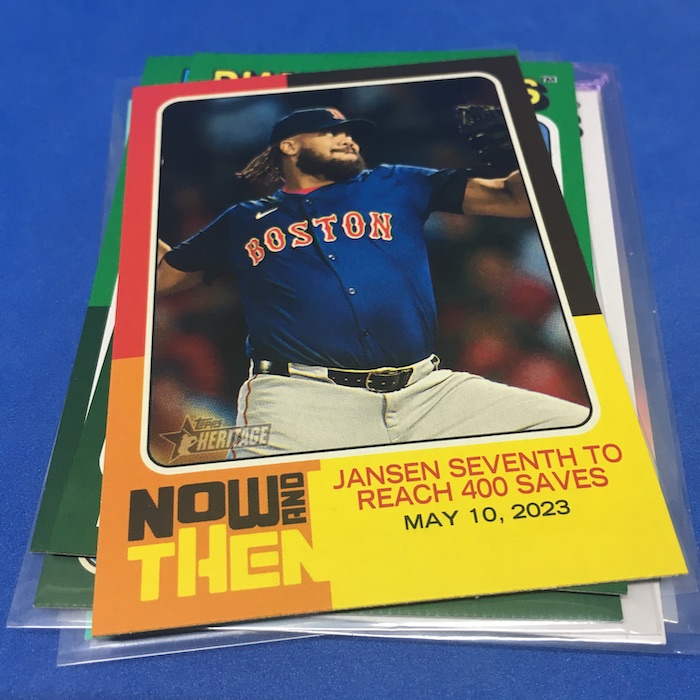 BOSTON
TOPPS
HERITAGE
NOW AND
THEN
JANSEN SEVENTH TO
REACH 400 SAVES
MAY 10, 2023